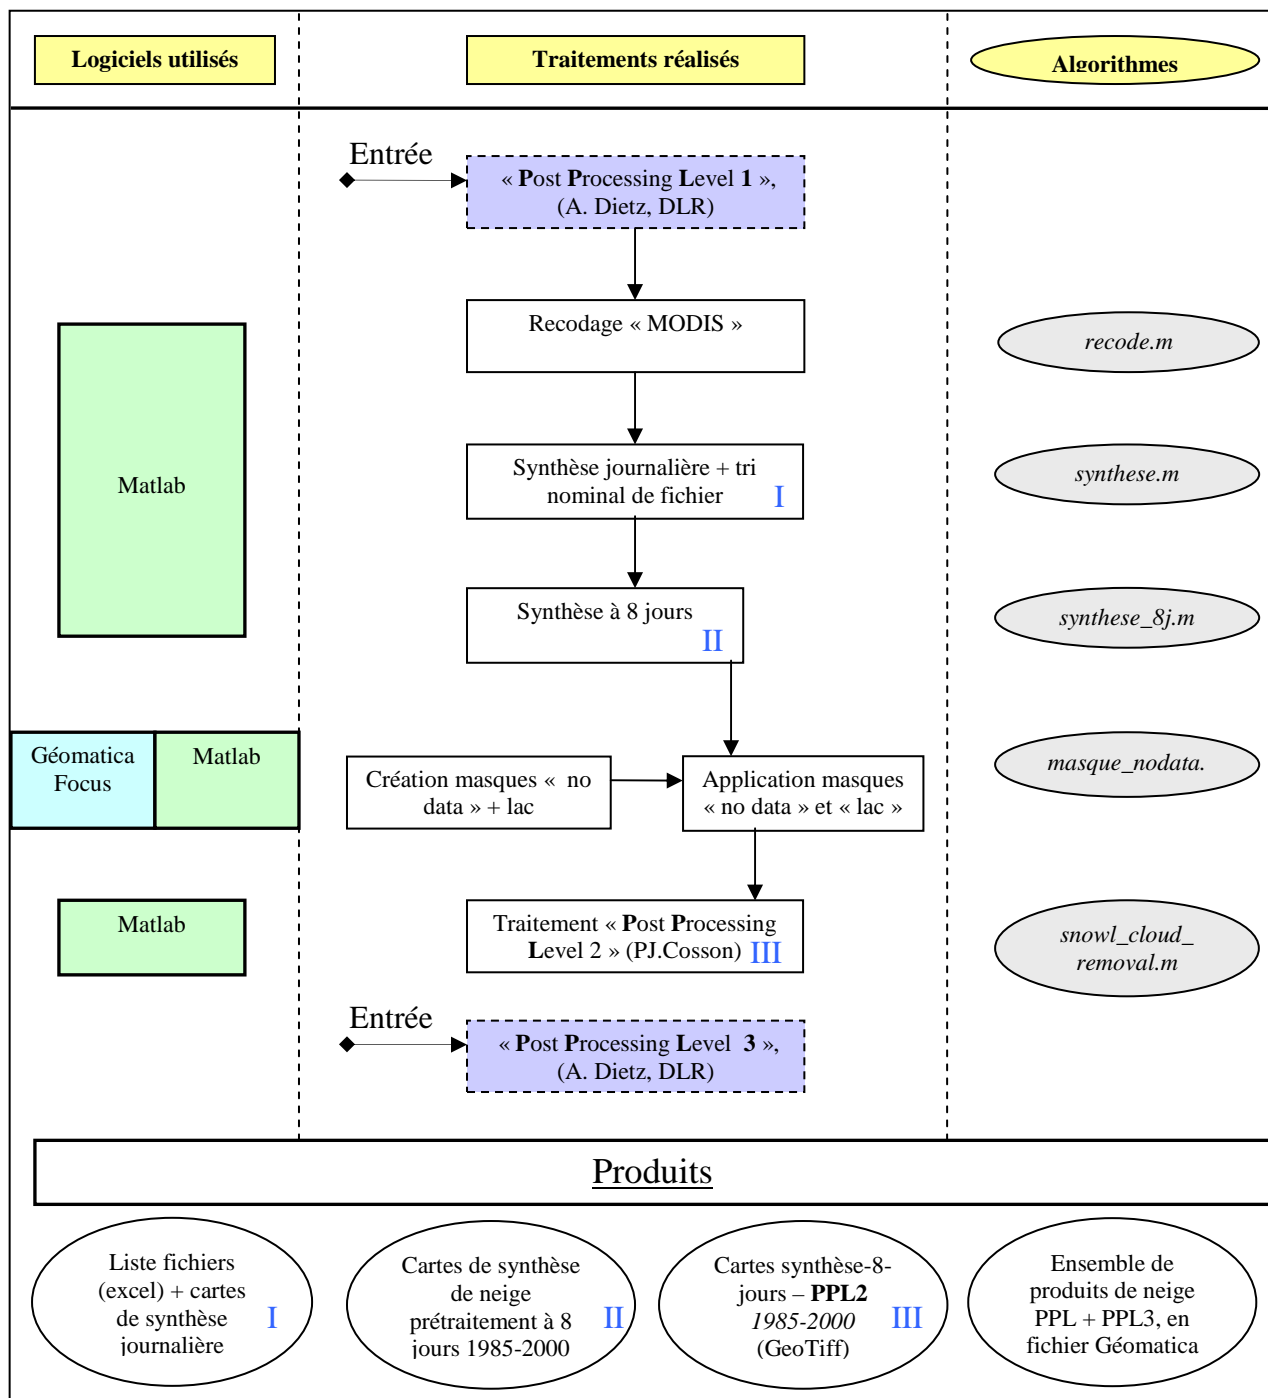 Logiciels utilisés
Traitements réalisés
Algorithmes
Entrée
« Post Processing Level 1 »,
(A. Dietz, DLR)
Recodage « MODIS »
recode.m
Matlab
Synthèse journalière + tri
nominal de fichier
I
synthese.m
Synthèse à 8 jours
II
synthese_8j.m
Géomatica
Focus
Matlab
Création masques « no
data » + lac
Application masques
« no data » et « lac »
masque_nodata.
Matlab
Traitement « Post Processing
Level 2 » (PJ.Cosson)
III
snowl_cloud_
removal.m
Entrée
« Post Processing Level 3 »,
(A. Dietz, DLR)
Produits
Liste fichiers
(excel) + cartes
de synthèse
journalière
I
Cartes de synthèse
de neige
prétraitement à 8
jours 1985-2000
II
Cartes synthèse-8-
jours – PPL2
1985-2000
(GeoTiff)
III
Ensemble de
produits de neige
PPL + PPL3, en
fichier Géomatica